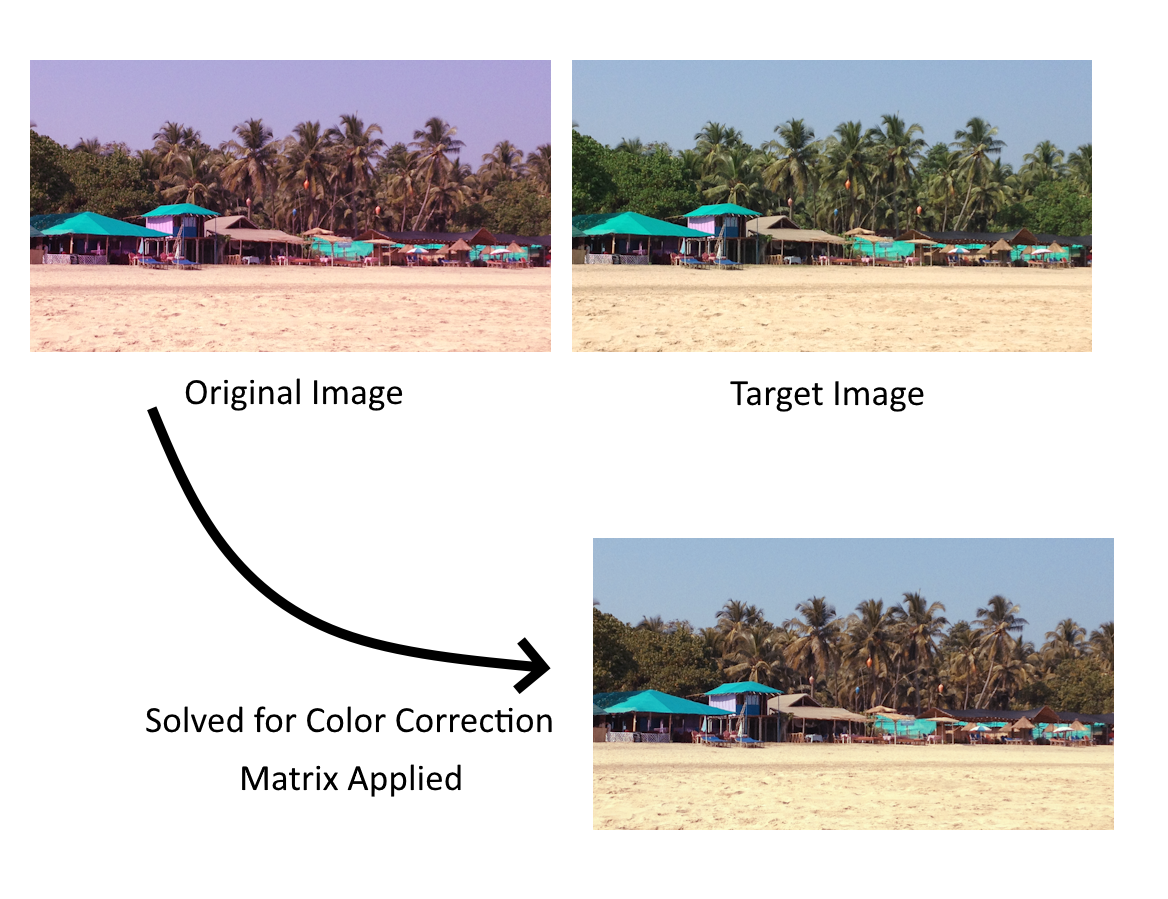 Original Image
Target Image
Solved for Color Correction
Matrix Applied